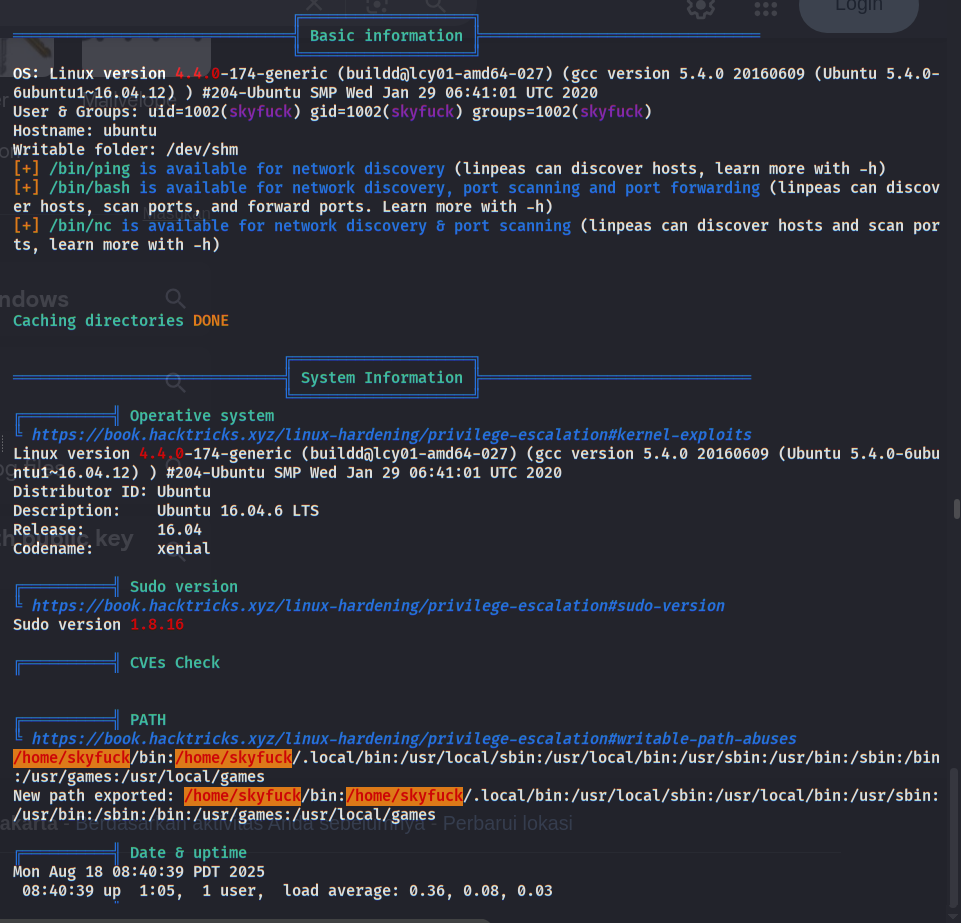 Login
Basic information
OS: Linux version 4.4.0-174-generic (buildd@lcy01-amd64-027) (gcc version 5.4.0 20160609 (Ubuntu 5.4.0-
6ubuntu1~16.04.12) ) #204-Ubuntu SMP Wed Jan 29 06:41:01 UTC 2020
User & Groups: uid=1002(skyfuck) gid=1002(skyfuck) groups=1002(skyfuck)
Hostname: ubuntu
Writable folder: /dev/shm
[+] /bin/ping is available for network discovery (linpeas can discover hosts, learn more with -h)
[+] /bin/bash is available for network discovery, port scanning and port forwarding (linpeas can discov
er hosts, scan ports, and forward ports. Learn more with -h)
[+] /bin/nc is available for network discovery & port scanning (linpeas can discover hosts and scan por
ts, learn more with -h)
ndows
Caching directories DONE
System Information
Operative system
https://book.hacktricks.xyz/linux-hardening/privilege-escalation#kernel-exploits
Linux version 4.4.0-174-generic (buildd@lcy01-amd64-027) (gcc version 5.4.0 20160609 (Ubuntu 5.4.0-6ubu
ntu1~16.04.12) ) #204-Ubuntu SMP Wed Jan 29 06:41:01 UTC 2020
Distributor ID: Ubuntu
Description: Ubuntu 16.04.6 LTS
Release: 16.04
th public key
Codename: xenial
Sudo version
https://book.hacktricks.xyz/linux-hardening/privilege-escalation#sudo-version
Sudo version 1.8.16
CVEs Check
PATH
https://book.hacktricks.xyz/linux-hardening/privilege-escalation#writable-path-abuses
/home/skyfuck/bin:/home/skyfuck/.local/bin:/usr/local/sbin:/usr/local/bin:/usr/sbin:/usr/bin:/sbin:/bin
:/usr/games:/usr/local/games
New path exported: /home/skyfuck/bin:/home/skyfuck/.local/bin:/usr/local/sbin:/usr/local/bin:/usr/sbin:
/usr/bin:/sbin:/bin:/usr/games:/usr/local/games
akarta - Berdasarkan aktivitas Anda sebelumnya - Perbarui lokasi
Date & uptime
Mon Aug 18 08:40:39 PDT 2025
08:40:39 up 1:05, 1 user, load average: 0.36, 0.08, 0.03